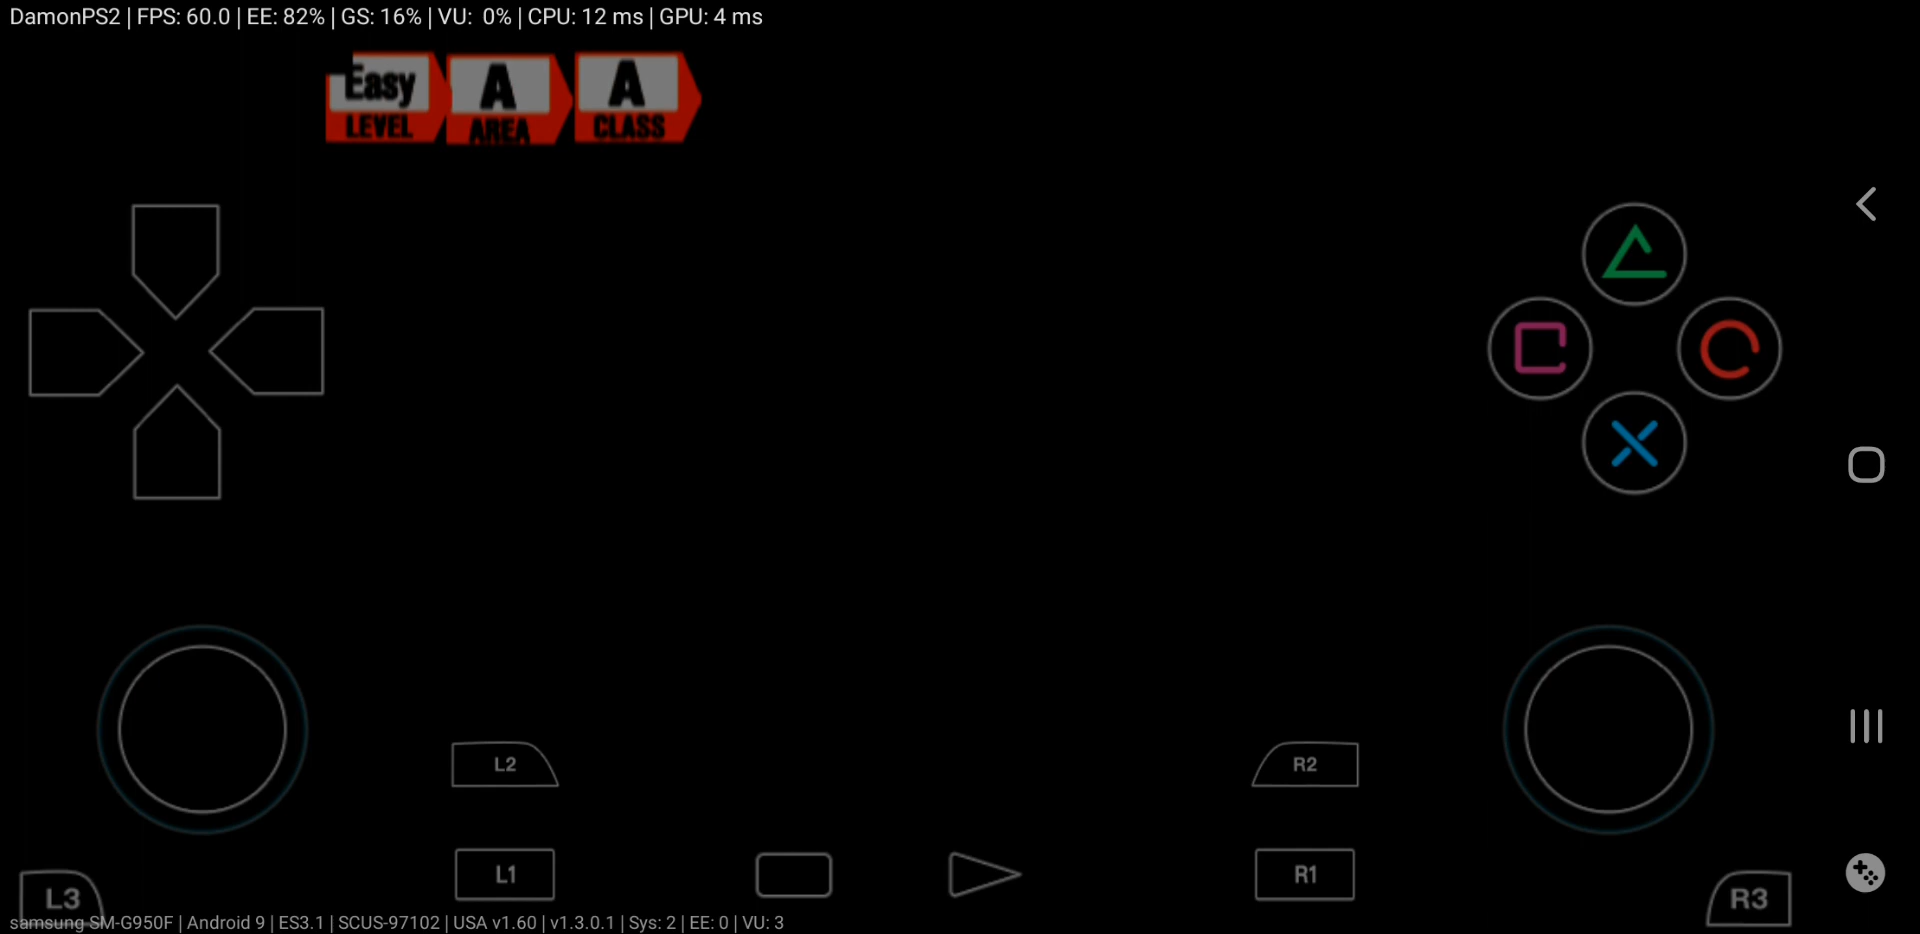 DamonPS2 | FPS: 60.0 | EE: 82% | GS: 16% | VU: 0% | CPU: 12 ms | GPU: 4 ms
Easy A A
LEVEL AREA CLASS
L2 R2
L1 R1
L3 R3
samsung SM-G950F | Android 9 | ES3.1 | SCUS-97102 | USA v1.60 | v1.3.0.1 | Sys: 2 | EE: 0 | VU: 3